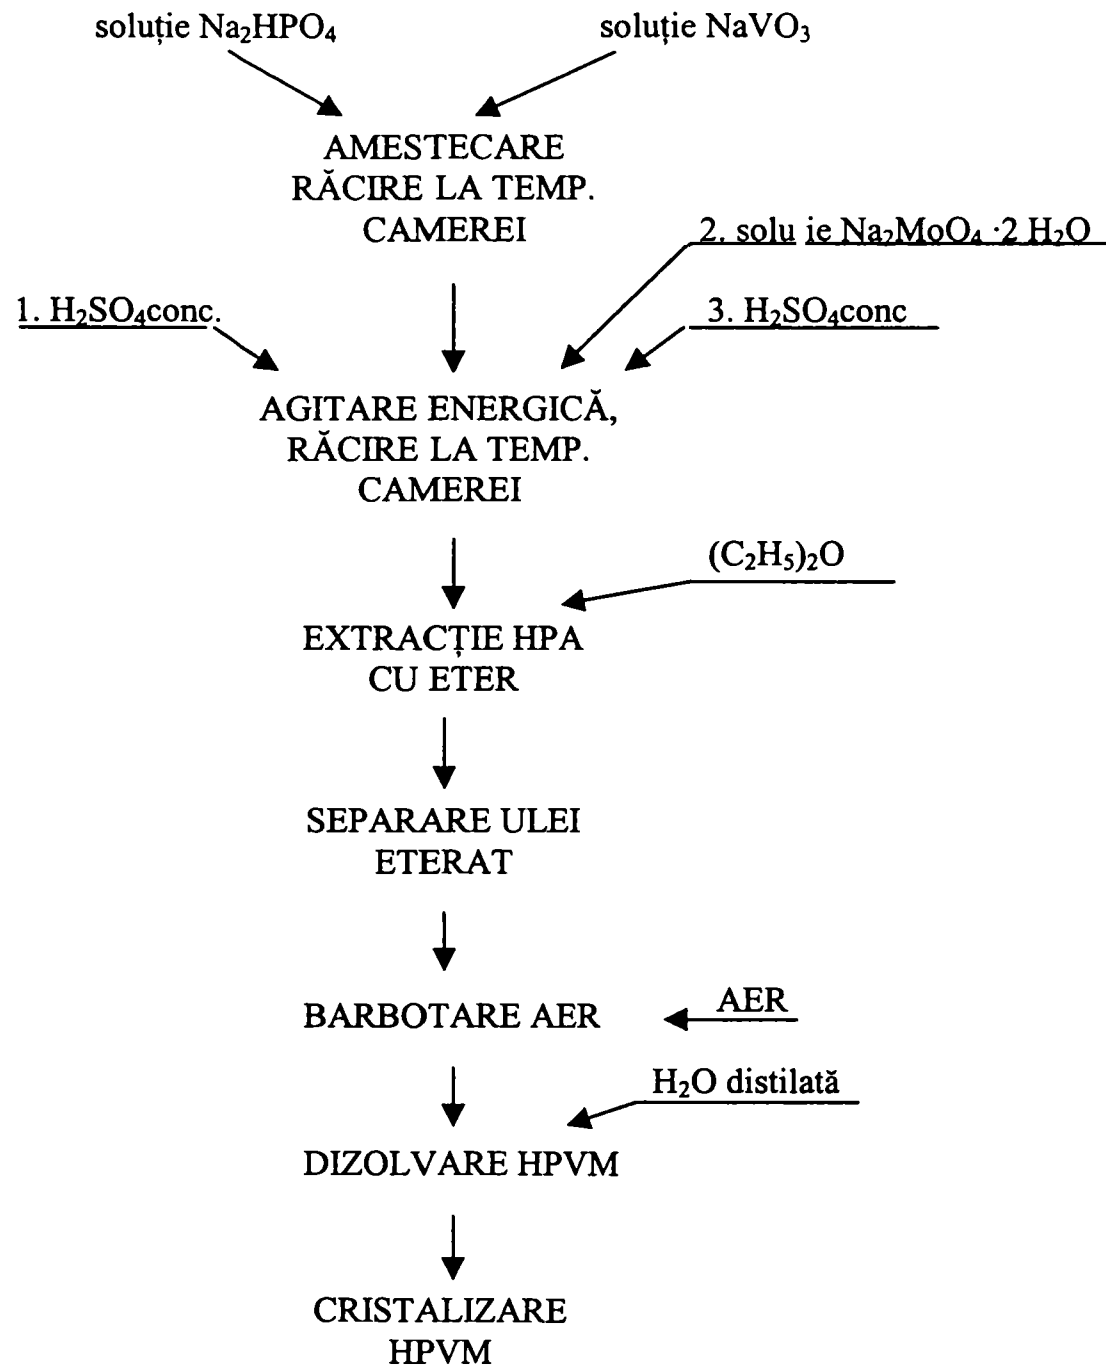 soluție Na₂HPO₄
soluție NaVO₃
AMESTECARE
RĂCIRE LA TEMP.
CAMEREI
2. solu ie Na₂MoO₄ ·2 H₂O
1. H₂SO₄conc.
3. H₂SO₄conc
AGITARE ENERGICĂ,
RĂCIRE LA TEMP.
CAMEREI
(C₂H₅)₂O
EXTRACȚIE HPA
CU ETER
SEPARARE ULEI
ETERAT
BARBOTARE AER
AER
H₂O distilată
DIZOLVARE HPVM
CRISTALIZARE
HPVM